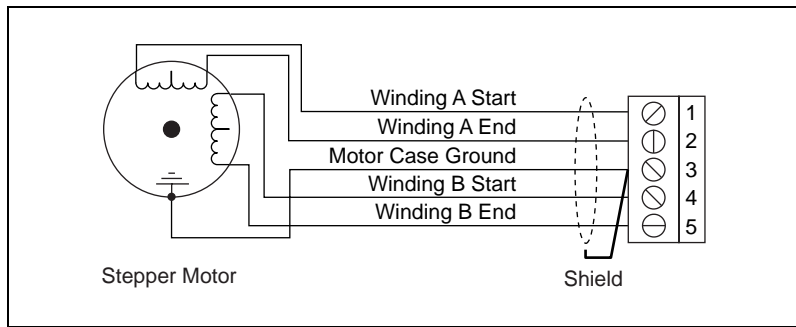 Winding A Start
Winding A End
Motor Case Ground
Winding B Start
Winding B End
1
2
3
4
5
Stepper Motor
Shield